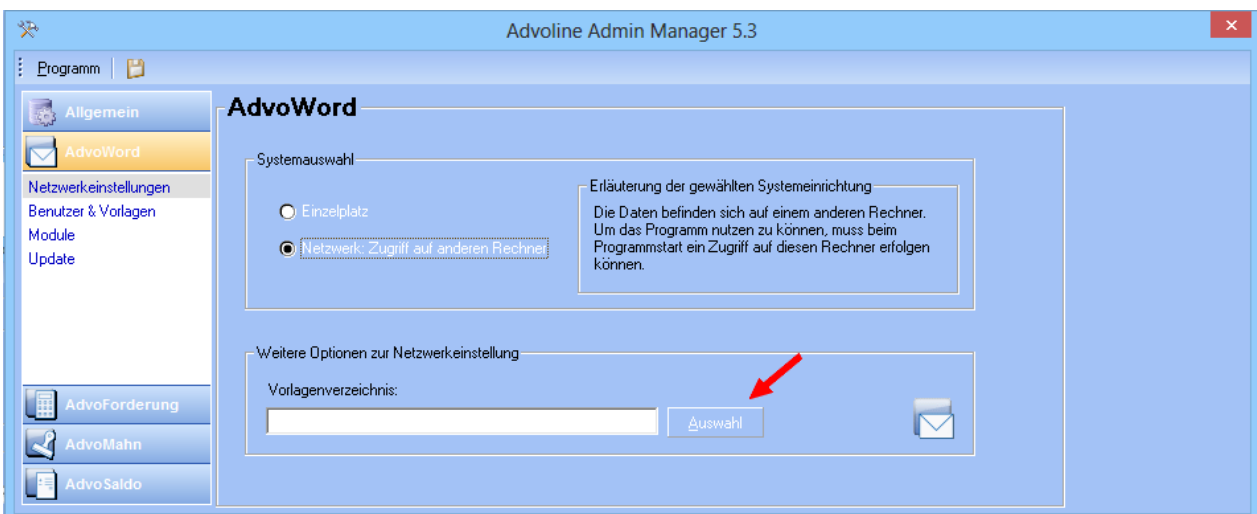 Advoline Admin Manager 5.3
Programm
Allgemein
AdvoWord
Netzwerkeinstellungen
Benutzer & Vorlagen
Module
Update
AdvoForderung
AdvoMahn
AdvoSaldo
AdvoWord
Systemauswahl
Einzelplatz
Netzwerk: Zugriff auf anderen Rechner
Erläuterung der gewählten Systemeinrichtung
Die Daten befinden sich auf einem anderen Rechner.
Um das Programm nutzen zu können, muss beim
Programmstart ein Zugriff auf diesen Rechner erfolgen
können.
Weitere Optionen zur Netzwerkeinstellung
Vorlagenverzeichnis:
Auswahl